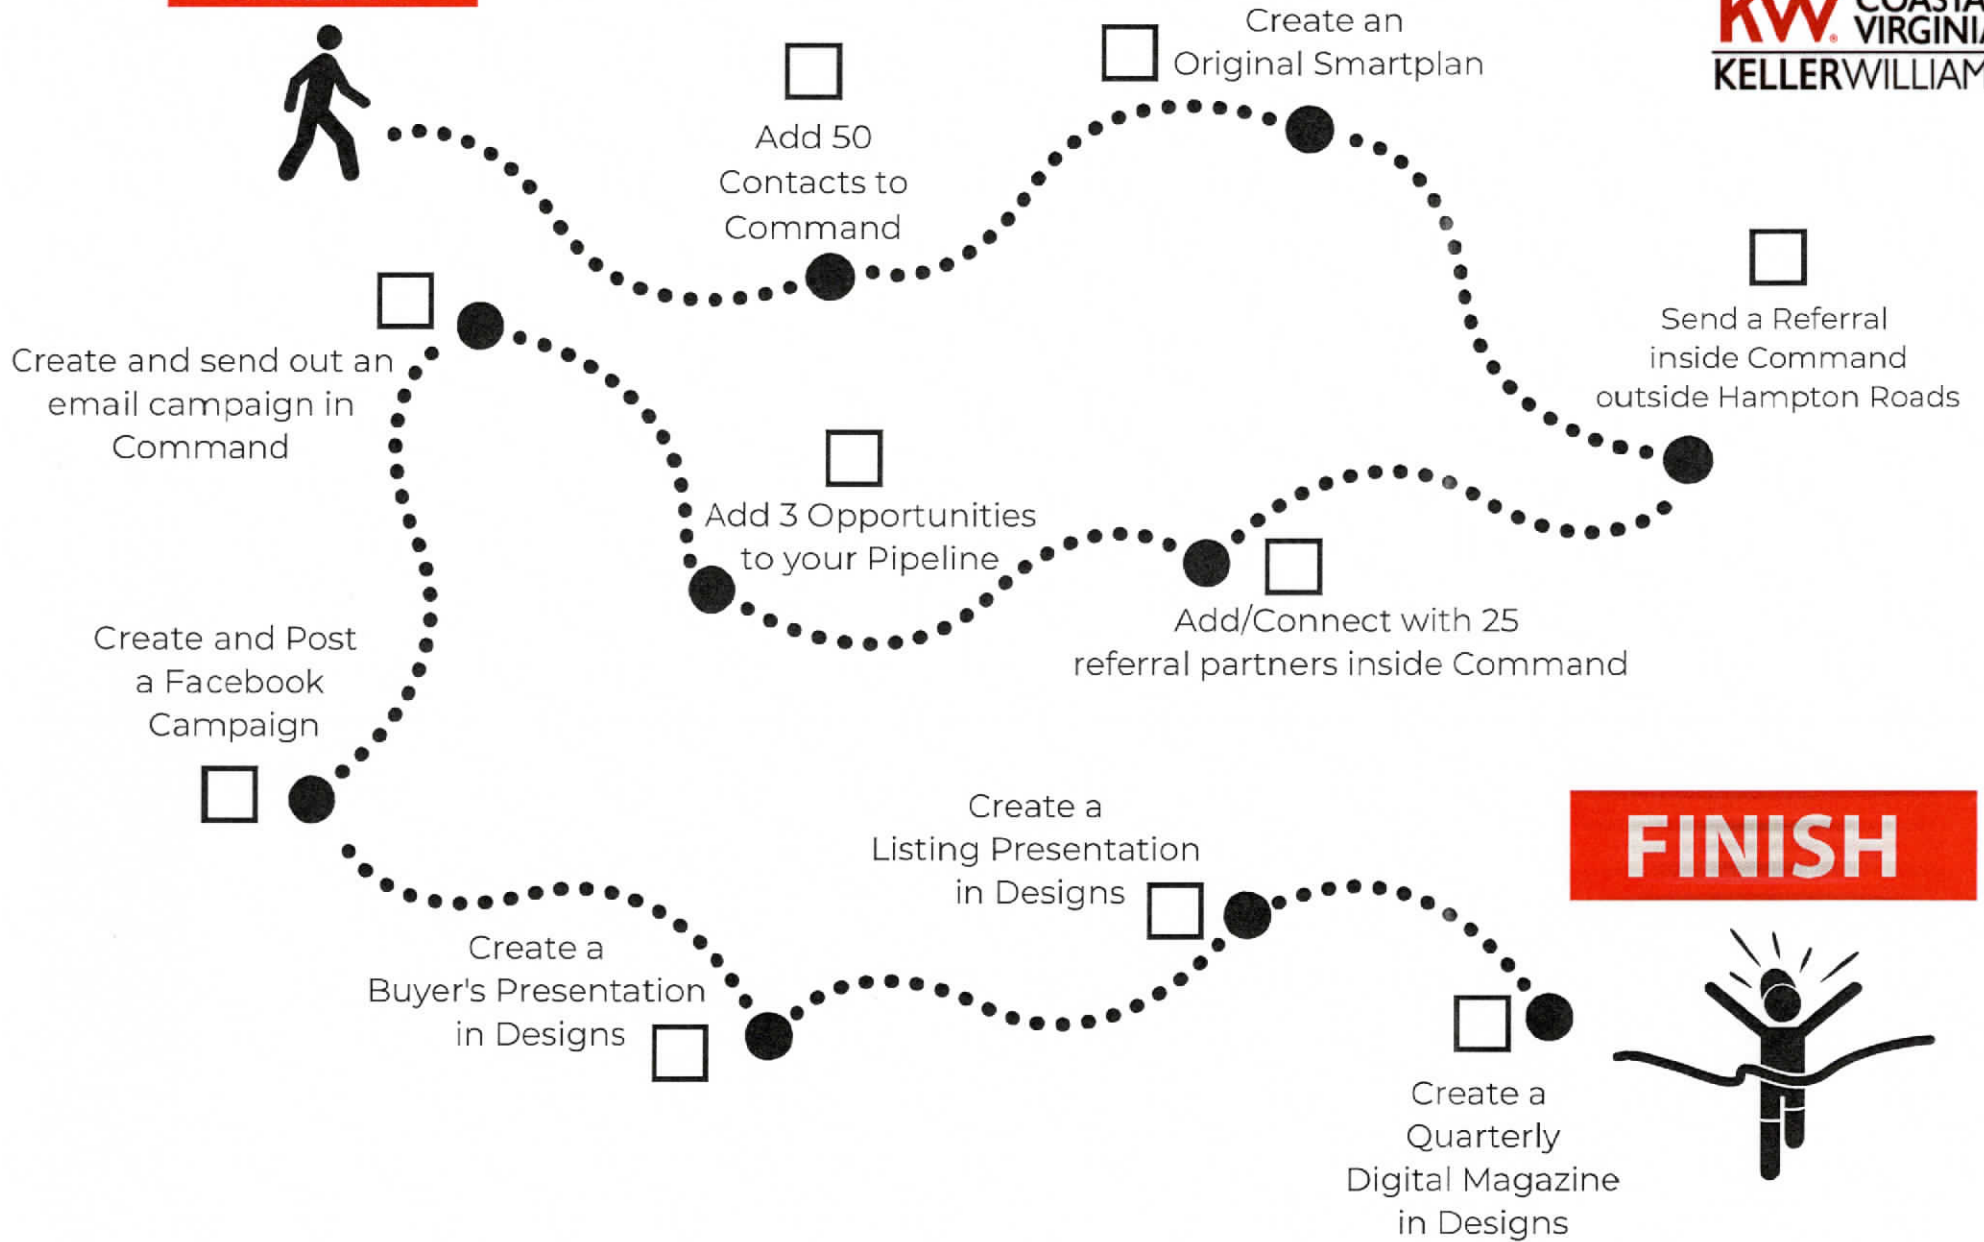 Create an
Original Smartplan
KW.
VIRGINIA
KELLERWILLIAM
Add 50
Contacts to
Command
Send a Referral
inside Command
outside Hampton Roads
Create and send out an
email campaign in
Command
Add 3 Opportunities
to your Pipeline
Add/Connect with 25
referral partners inside Command
Create and Post
a Facebook
Campaign
Create a
Listing Presentation
in Designs
FINISH
Create a
Buyer's Presentation
in Designs
Create a
Quarterly
Digital Magazine
in Designs